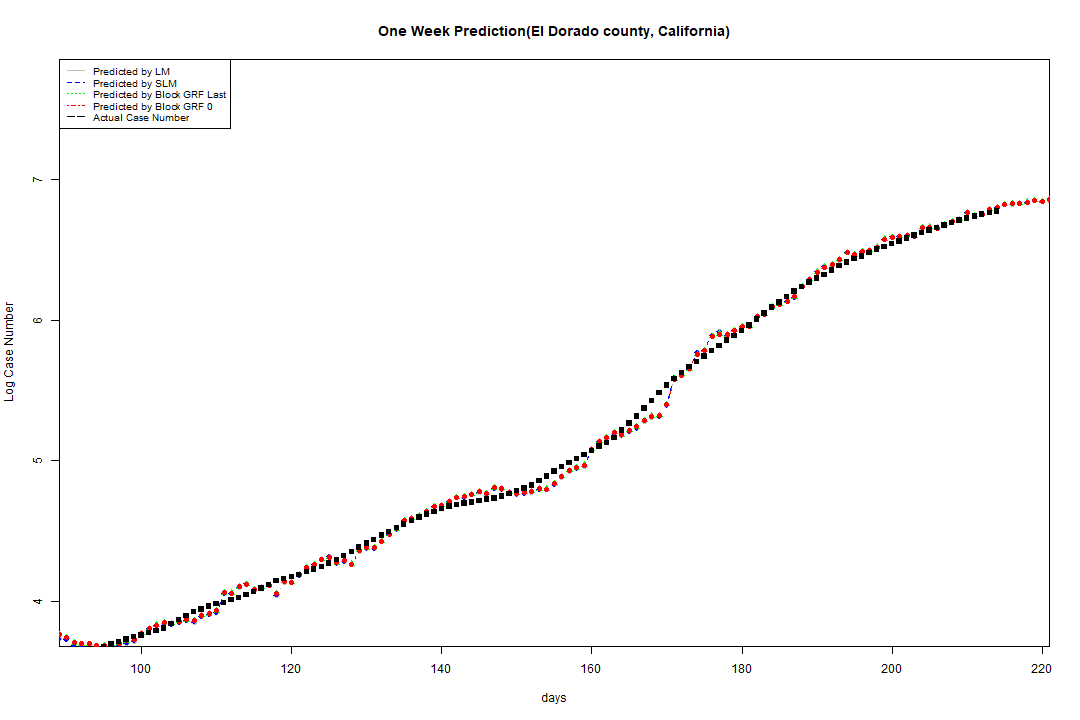 One Week Prediction(El Dorado county, California)
Predicted by LM
Predicted by SLM
Predicted by Block GRF Last
Predicted by Block GRF 0
Actual Case Number
7
6
5
4
Log Case Number
100 120 140 160 180 200 220
days